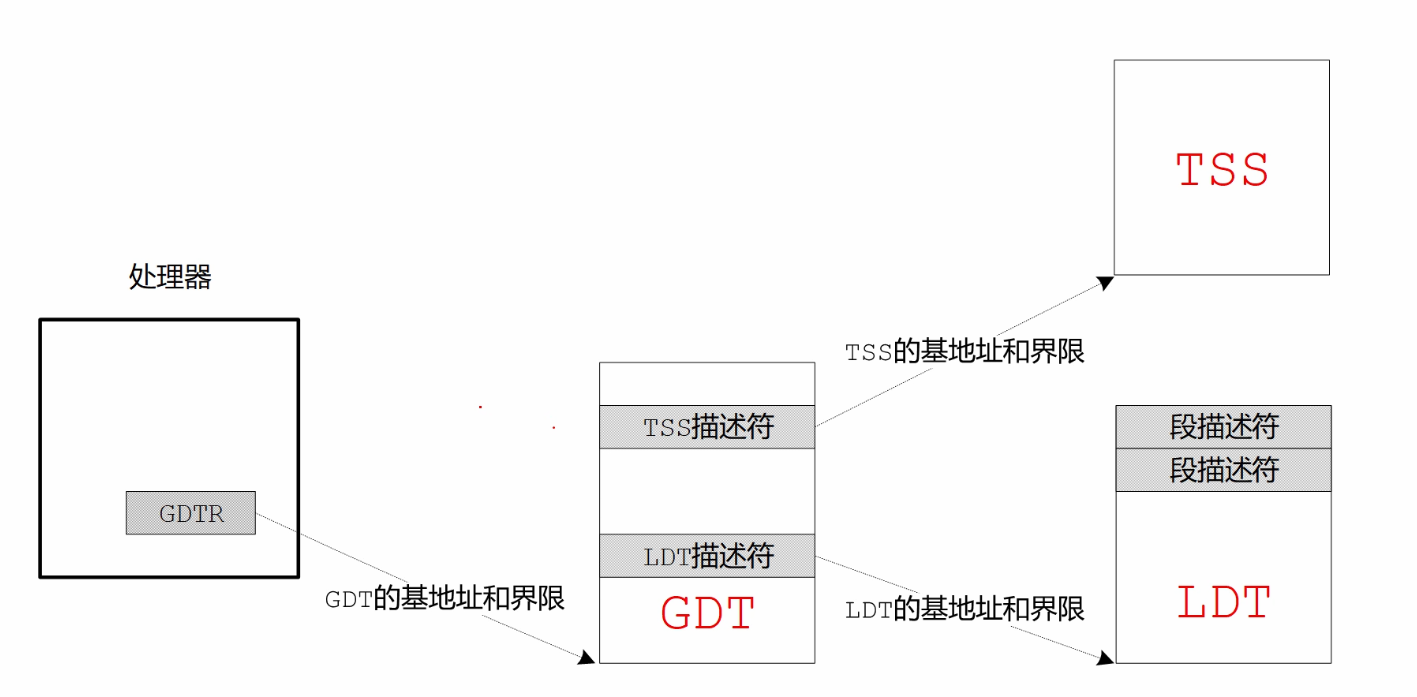 处理器
GDTR
GDT的基地址和界限
TSS描述符
LDT描述符
GDT
TSS的基地址和界限
LDT的基地址和界限
TSS
段描述符
段描述符
LDT